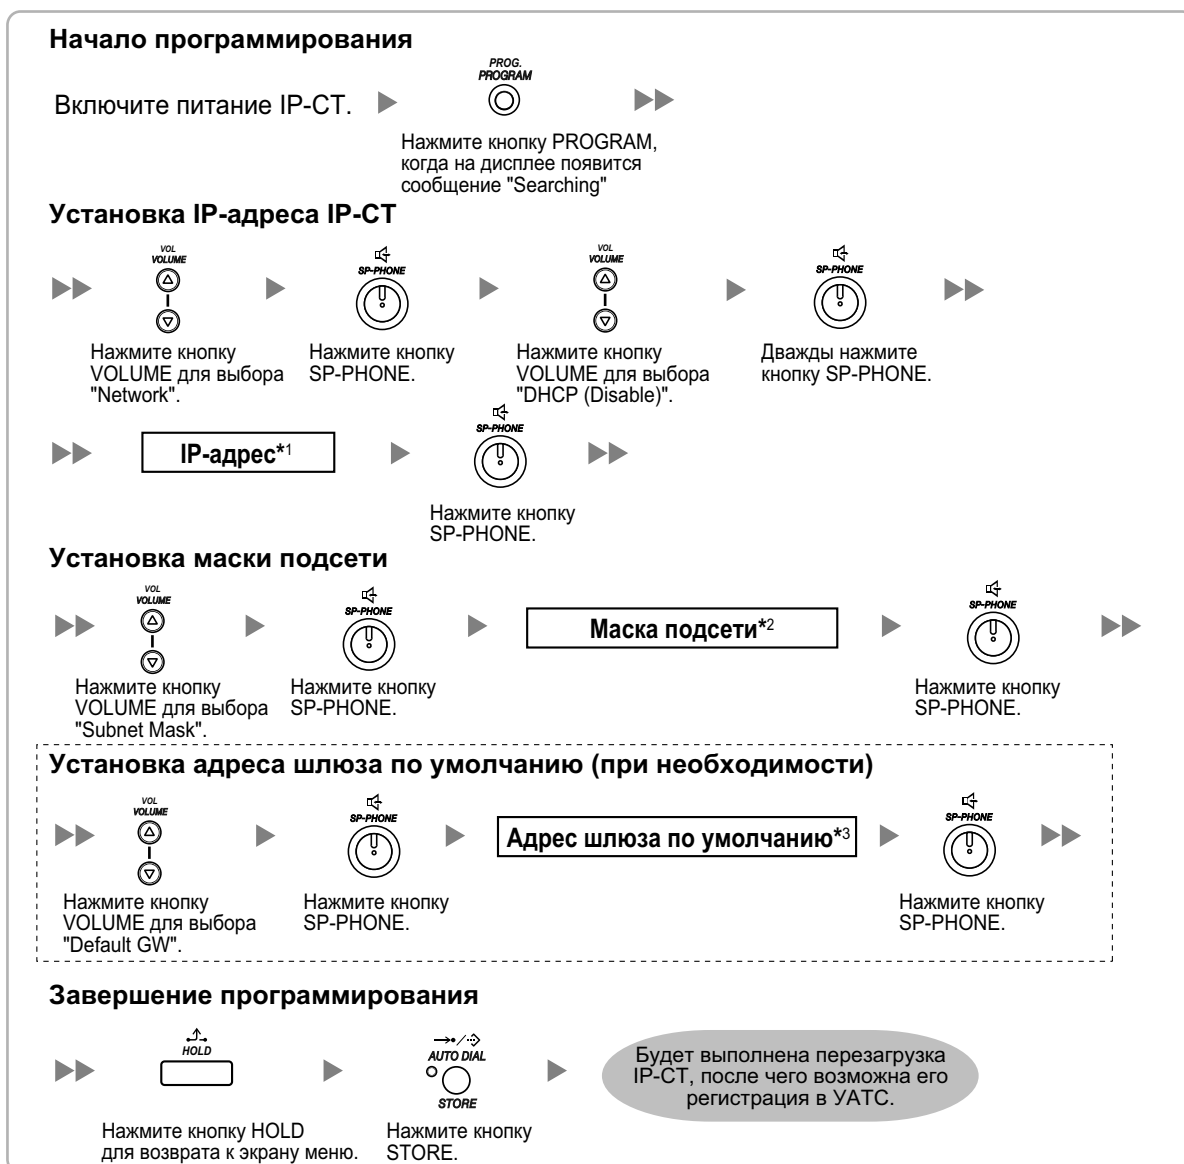 Начало программирования
PROG.
PROGRAM
Включите питание IP-СТ.
Нажмите кнопку PROGRAM,
когда на дисплее появится
сообщение "Searching"
Установка IP-адреса IP-СТ
VOL
VOLUME
Нажмите кнопку
VOLUME для выбора
"Network".
SP-PHONE
Нажмите кнопку
SP-PHONE.
VOL
VOLUME
Нажмите кнопку
VOLUME для выбора
"DHCP (Disable)".
SP-PHONE
Дважды нажмите
кнопку SP-PHONE.
IP-адрес*1
SP-PHONE
Нажмите кнопку
SP-PHONE.
Установка маски подсети
VOL
VOLUME
Нажмите кнопку
VOLUME для выбора
"Subnet Mask".
SP-PHONE
Нажмите кнопку
SP-PHONE.
Маска подсети*2
SP-PHONE
Нажмите кнопку
SP-PHONE.
Установка адреса шлюза по умолчанию (при необходимости)
VOL
VOLUME
Нажмите кнопку
VOLUME для выбора
"Default GW".
SP-PHONE
Нажмите кнопку
SP-PHONE.
Адрес шлюза по умолчанию*3
SP-PHONE
Нажмите кнопку
SP-PHONE.
Завершение программирования
HOLD
Нажмите кнопку HOLD
для возврата к экрану меню.
AUTO DIAL
STORE
Нажмите кнопку
STORE.
Будет выполнена перезагрузка
IP-СТ, после чего возможна его
регистрация в УАТС.